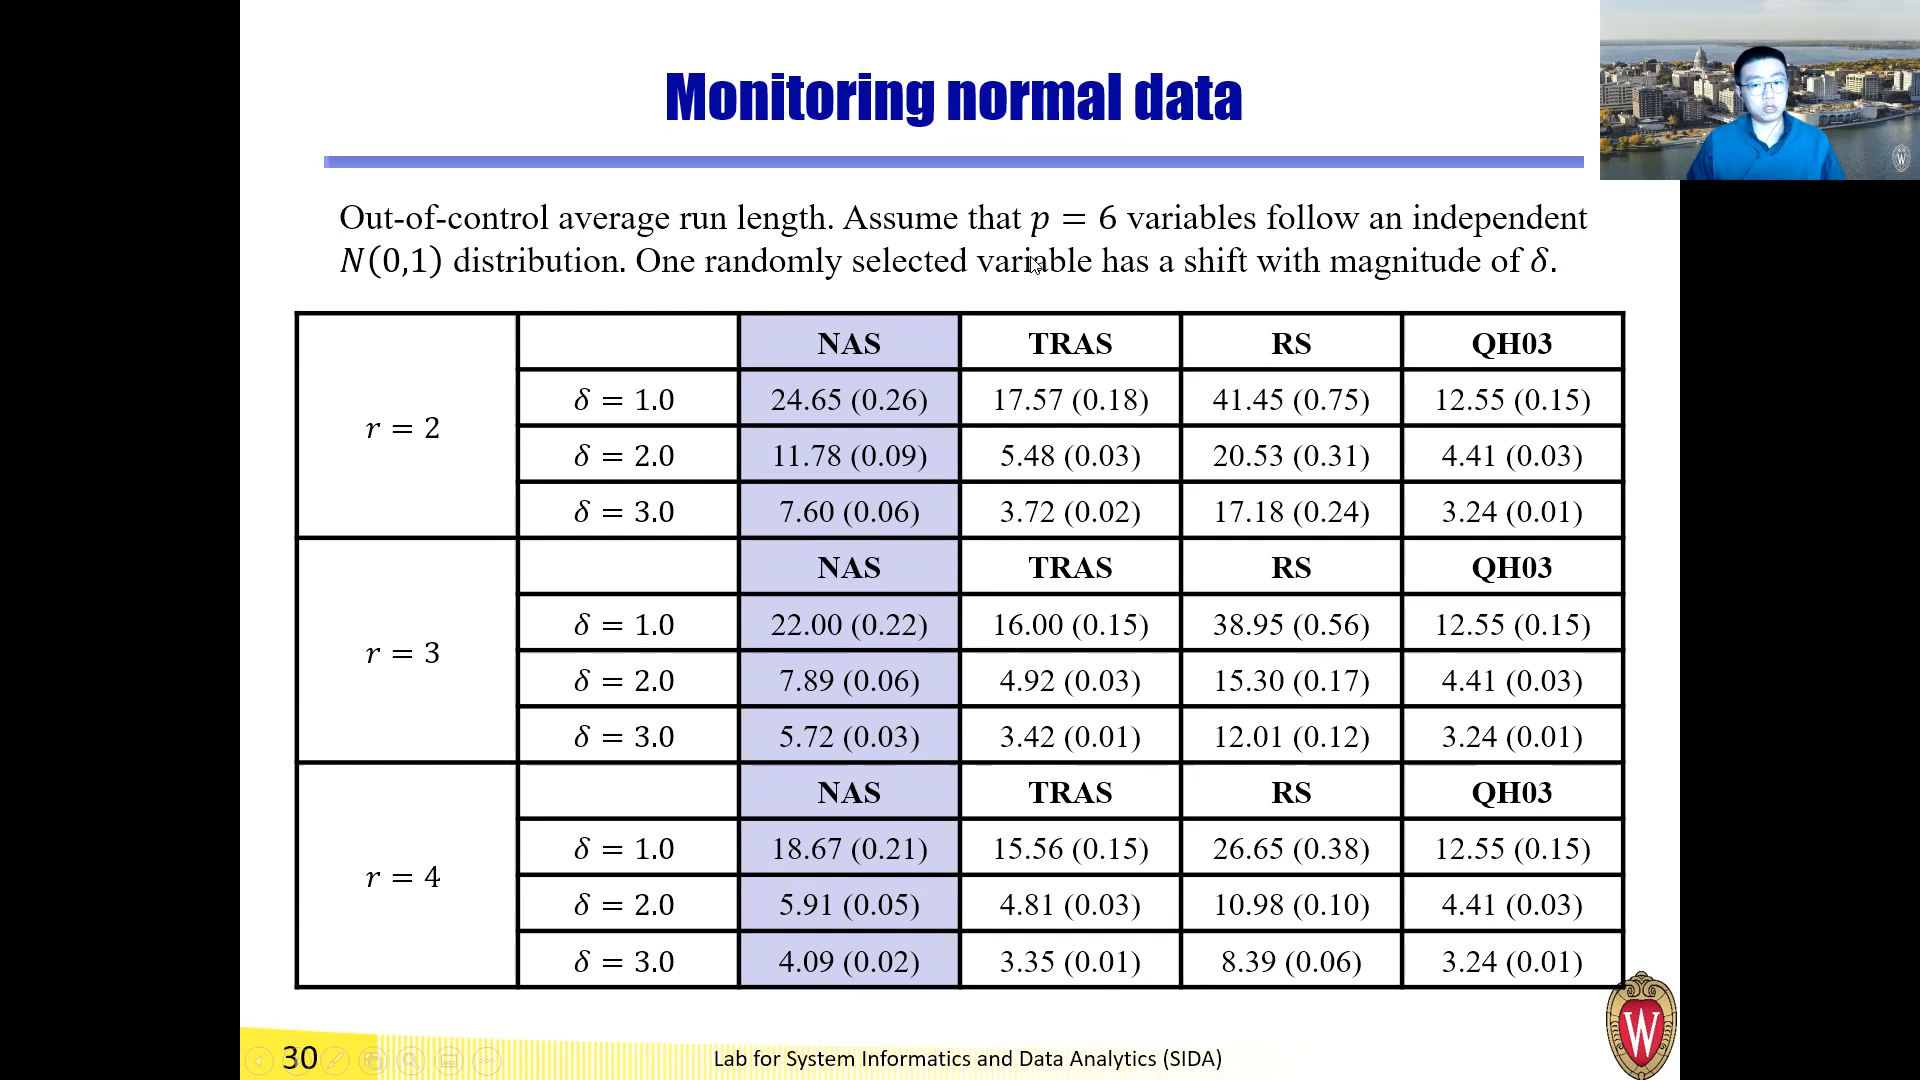 Monitoring normal data
Out-of-control average run length. Assume that p = 6 variables follow an independent
N(0,1) distribution. One randomly selected variable has a shift with magnitude of δ.
r = 2
NAS TRAS RS QH03
δ = 1.0 24.65 (0.26) 17.57 (0.18) 41.45 (0.75) 12.55 (0.15)
δ = 2.0 11.78 (0.09) 5.48 (0.03) 20.53 (0.31) 4.41 (0.03)
δ = 3.0 7.60 (0.06) 3.72 (0.02) 17.18 (0.24) 3.24 (0.01)
r = 3
NAS TRAS RS QH03
δ = 1.0 22.00 (0.22) 16.00 (0.15) 38.95 (0.56) 12.55 (0.15)
δ = 2.0 7.89 (0.06) 4.92 (0.03) 15.30 (0.17) 4.41 (0.03)
δ = 3.0 5.72 (0.03) 3.42 (0.01) 12.01 (0.12) 3.24 (0.01)
r = 4
NAS TRAS RS QH03
δ = 1.0 18.67 (0.21) 15.56 (0.15) 26.65 (0.38) 12.55 (0.15)
δ = 2.0 5.91 (0.05) 4.81 (0.03) 10.98 (0.10) 4.41 (0.03)
δ = 3.0 4.09 (0.02) 3.35 (0.01) 8.39 (0.06) 3.24 (0.01)
30
Lab for System Informatics and Data Analytics (SIDA)
W
W